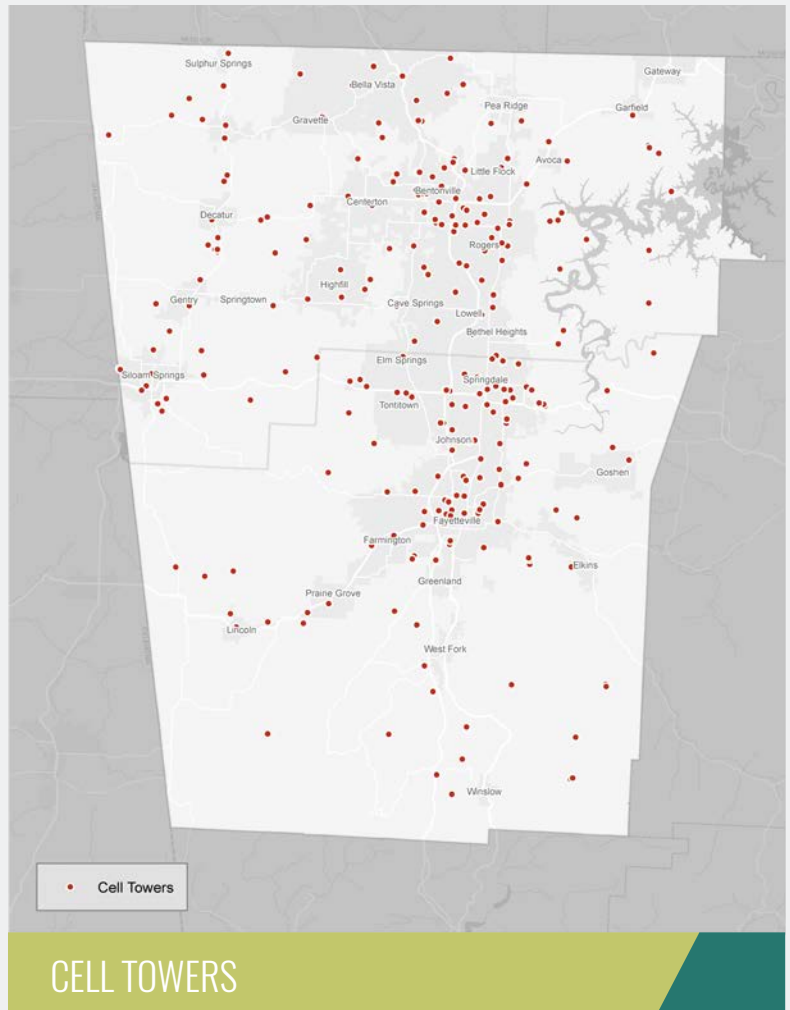 Sulphur Springs
Gateway
Bella Vista
Pea Ridge
Garfield
Gravette
Avoca
Little Flock
Bentonville
Centerton
Decatur
Rogers
Highfill
Gentry
Springtown
Cave Springs
Lowell
Bethel Heights
Elm Springs
Siloam Springs
Springdale
Tontitown
Johnson
Goshen
Fayetteville
Farmington
Elkins
Greenland
Praine Grove
Lincoln
West Fork
Winslow
Cell Towers
CELL TOWERS